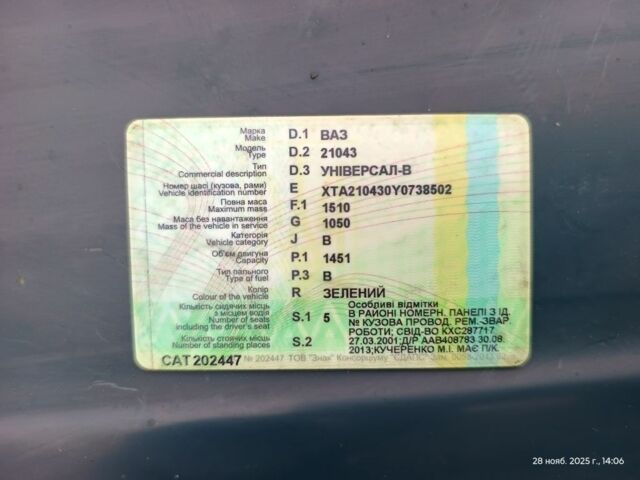 Марка D.1 ВАЗ
Make
Модель D.2 21043
Type
Тип D.3 УНІВЕРСАЛ-В
Commercial description
Номер шасі (кузова, рами) E XTA210430Y0738502
Vehicle identification number
Повна маса F.1 1510
Maximum mass
Маса без навантаження G 1050
Mass of the vehicle in service
Категорія J B
Vehicle category
Об'єм двигуна P.1 1451
Capacity
Тип пального P.3 B
Type of fuel
Колір R ЗЕЛЕНИЙ
Colour of the vehicle
Кількість сидячих місць Особливі відмітки
з місцем водія S.1 5 В РАЙОНІ НОМЕРН. ПАНЕЛІ З ІД.
Number of seats № КУЗОВА ПРОВОД. РЕМ.-ЗВАР.
including the driver's seat РОБОТИ; СВІД-ВО КХС287717
Кількість стоячих місць S.2 27.03.2001;Д/Р ААВ408783 30.08.
Number of standing places 2013;КУЧЕРЕНКО М.І. МАЄ П/К.
САТ 202447 № 202447 ТОВ "Знак" Консорціуму "ЄДАПС"
28 нояб. 2025 г., 14:06